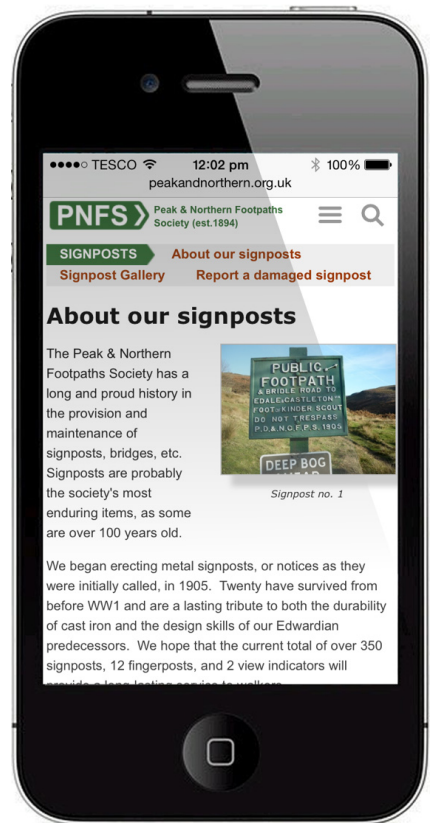 TESCO 12:02 pm 100%
peakandnorthern.org.uk
PNFS Peak & Northern Footpaths
Society (est.1894)
SIGNPOSTS About our signposts
Signpost Gallery Report a damaged signpost
About our signposts
The Peak & Northern
Footpaths Society has a
long and proud history in
the provision and
maintenance of
signposts, bridges, etc.
Signposts are probably
the society's most
enduring items, as some
are over 100 years old.
PUBLIC
FOOTPATH
& BRIDLE ROAD TO
EDALE, CASTLETON
FOOT OF KINDER SCOUT
DO NOT TRESPASS
P.D. & N.C.F.P.S. 1905
DEEP BOG
Signpost no. 1
We began erecting metal signposts, or notices as they
were initially called, in 1905. Twenty have survived from
before WW1 and are a lasting tribute to both the durability
of cast iron and the design skills of our Edwardian
predecessors. We hope that the current total of over 350
signposts, 12 fingerposts, and 2 view indicators will
provide a long lasting service to walkers